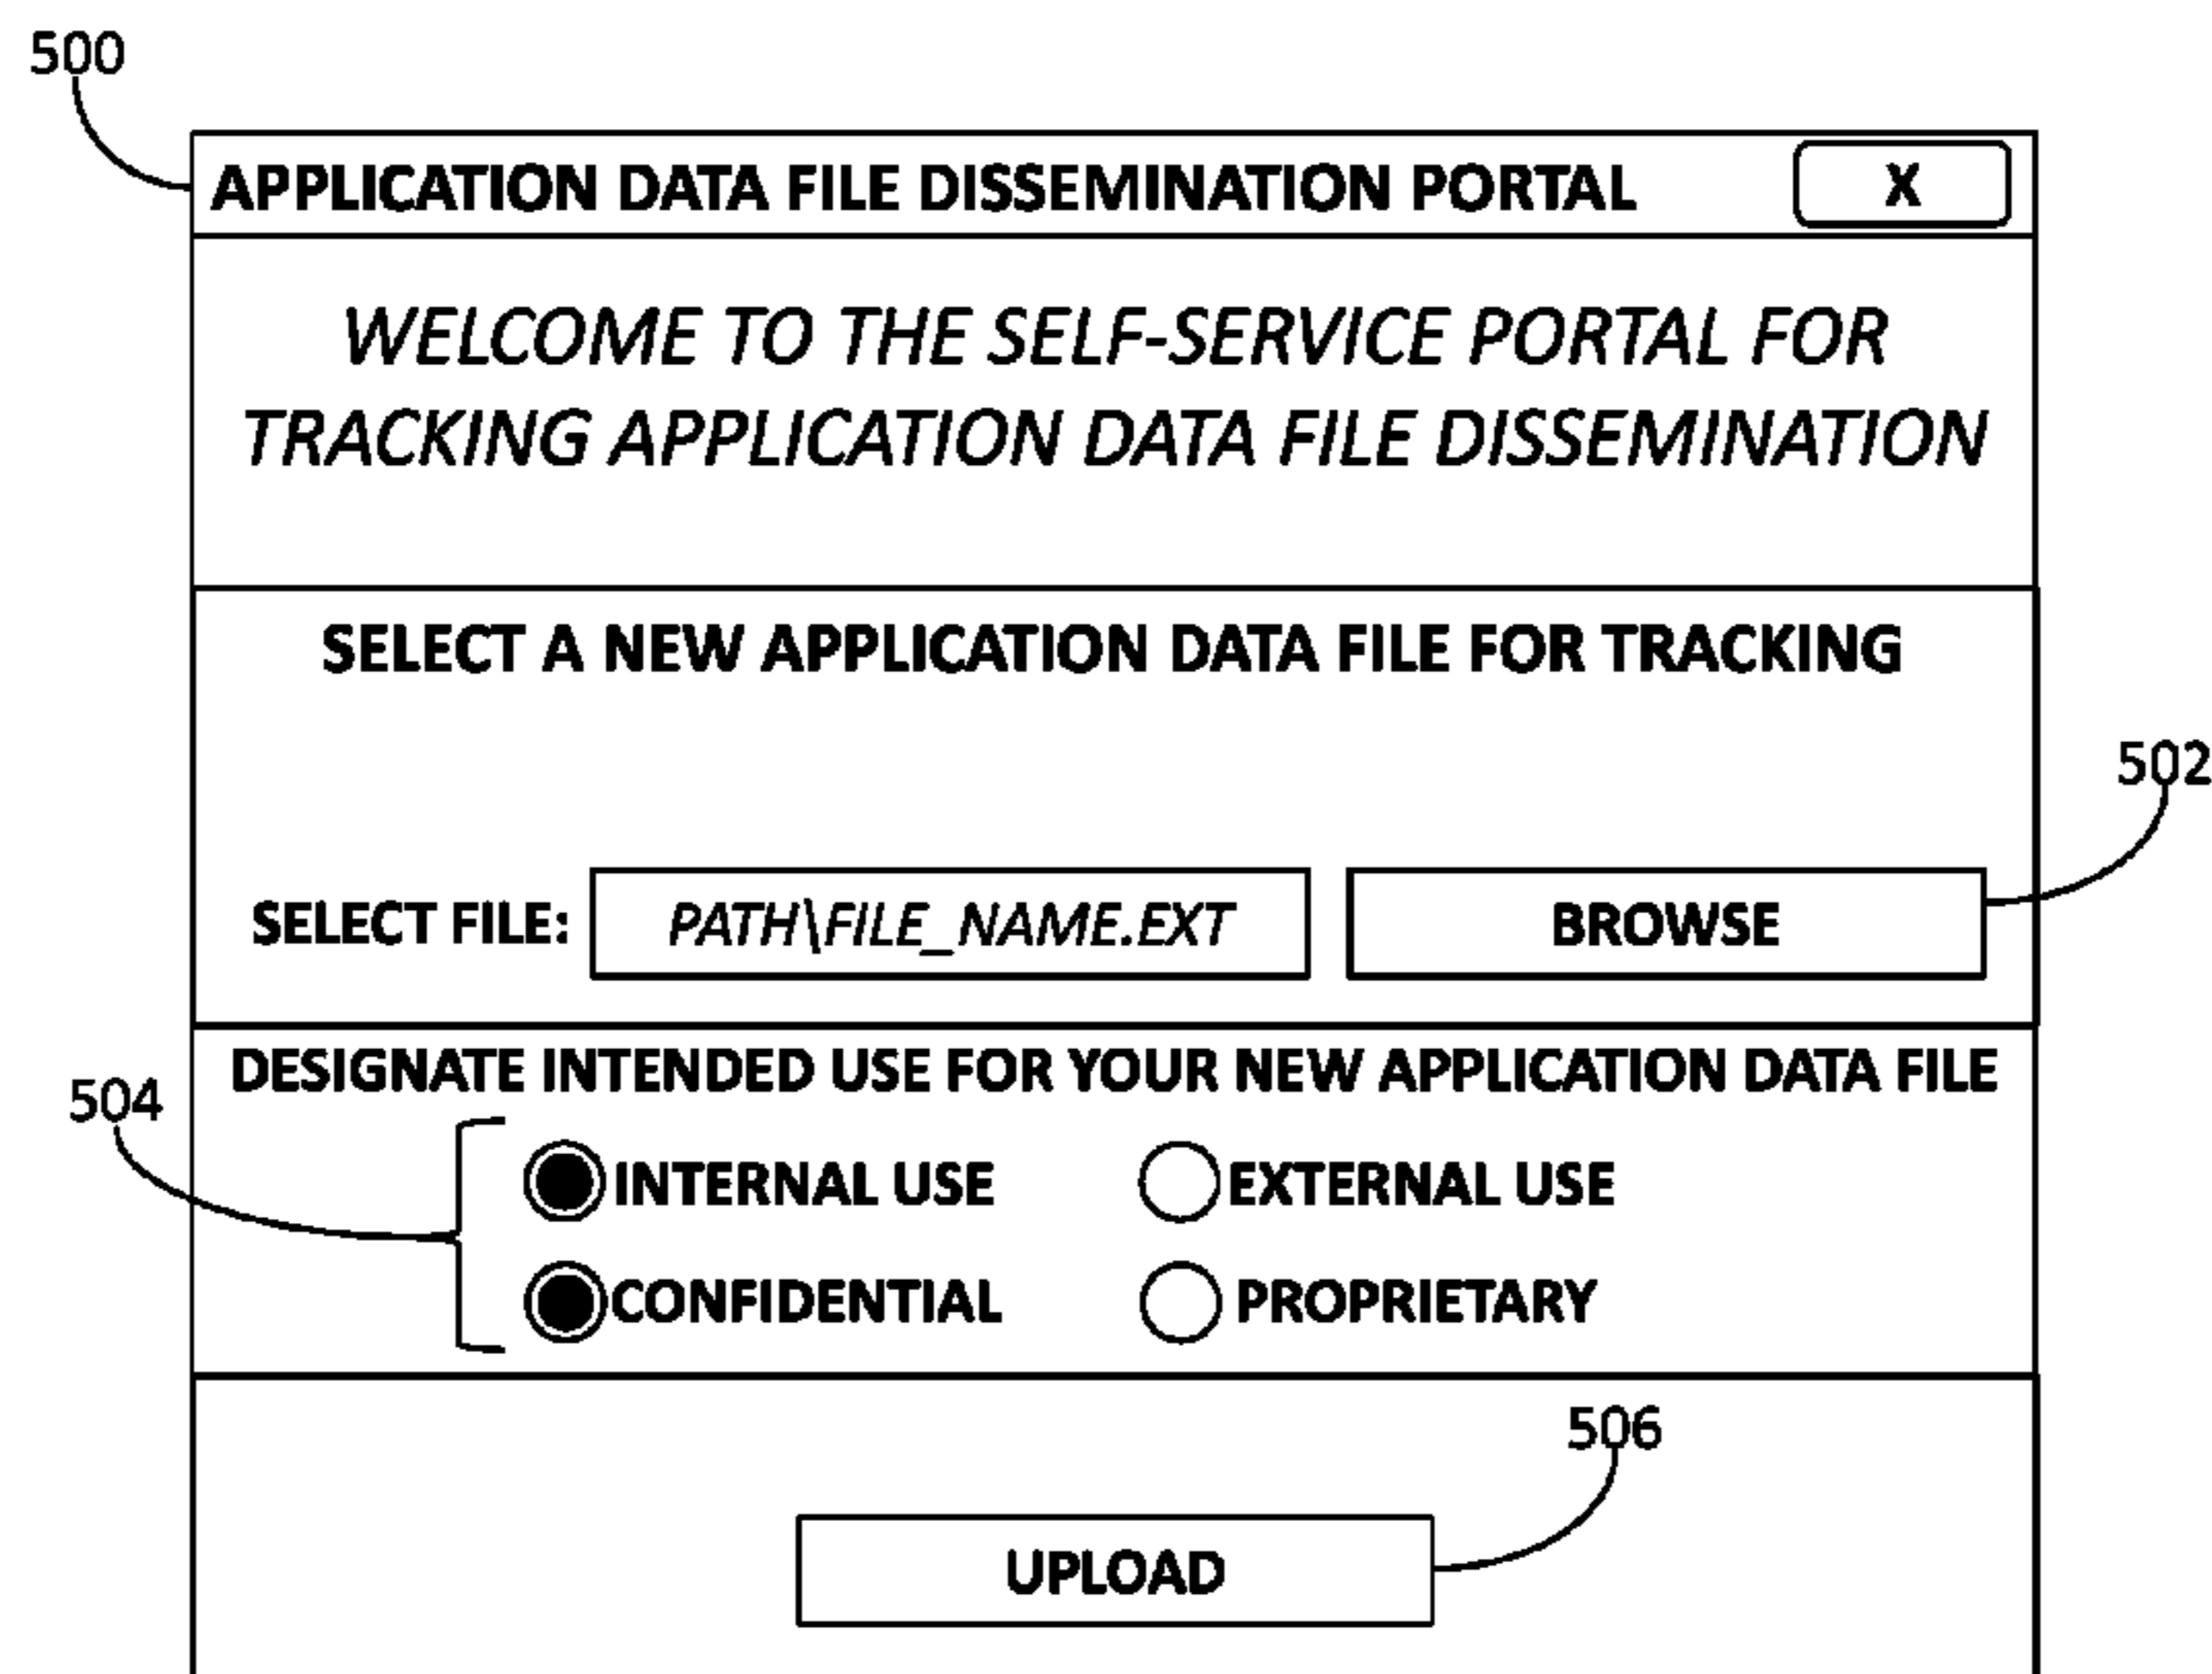 500
APPLICATION DATA FILE DISSEMINATION PORTAL X
WELCOME TO THE SELF-SERVICE PORTAL FOR
TRACKING APPLICATION DATA FILE DISSEMINATION
SELECT A NEW APPLICATION DATA FILE FOR TRACKING
502
SELECT FILE: PATH\FILE_NAME.EXT BROWSE
DESIGNATE INTENDED USE FOR YOUR NEW APPLICATION DATA FILE
504
INTERNAL USE EXTERNAL USE
CONFIDENTIAL PROPRIETARY
506
UPLOAD